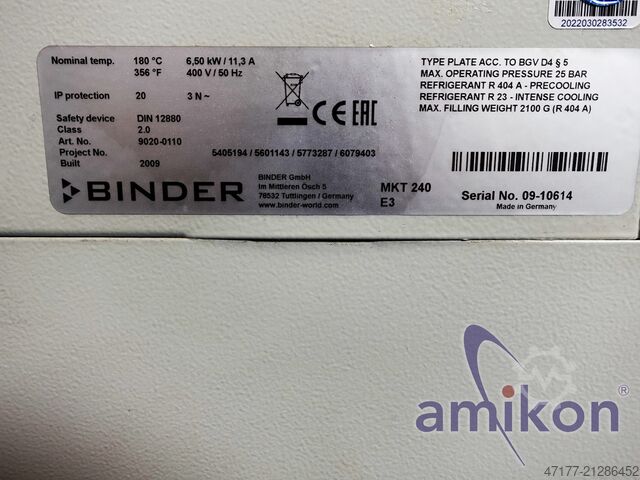 2022030283532
Nominal temp. 180 °C 6,50 kW / 11,3 A
356 °F 400 V / 50 Hz
IP protection 20 3 N ~
Safety device DIN 12880
Class 2.0
Art. No. 9020-0110
Project No. 5405194 / 5601143 / 5773287 / 6079403
Built 2009
CE EAC
TYPE PLATE ACC. TO BGV D4 § 5
MAX. OPERATING PRESSURE 25 BAR
REFRIGERANT R 404 A - PRECOOLING
REFRIGERANT R 23 - INTENSE COOLING
MAX. FILLING WEIGHT 2100 G (R 404 A)
BINDER
BINDER GmbH
Im Mittleren Ösch 5
78532 Tuttlingen / Germany
www.binder-world.com
MKT 240
E3
Serial No. 09-10614
Made in Germany
amikon®
47177-21286452